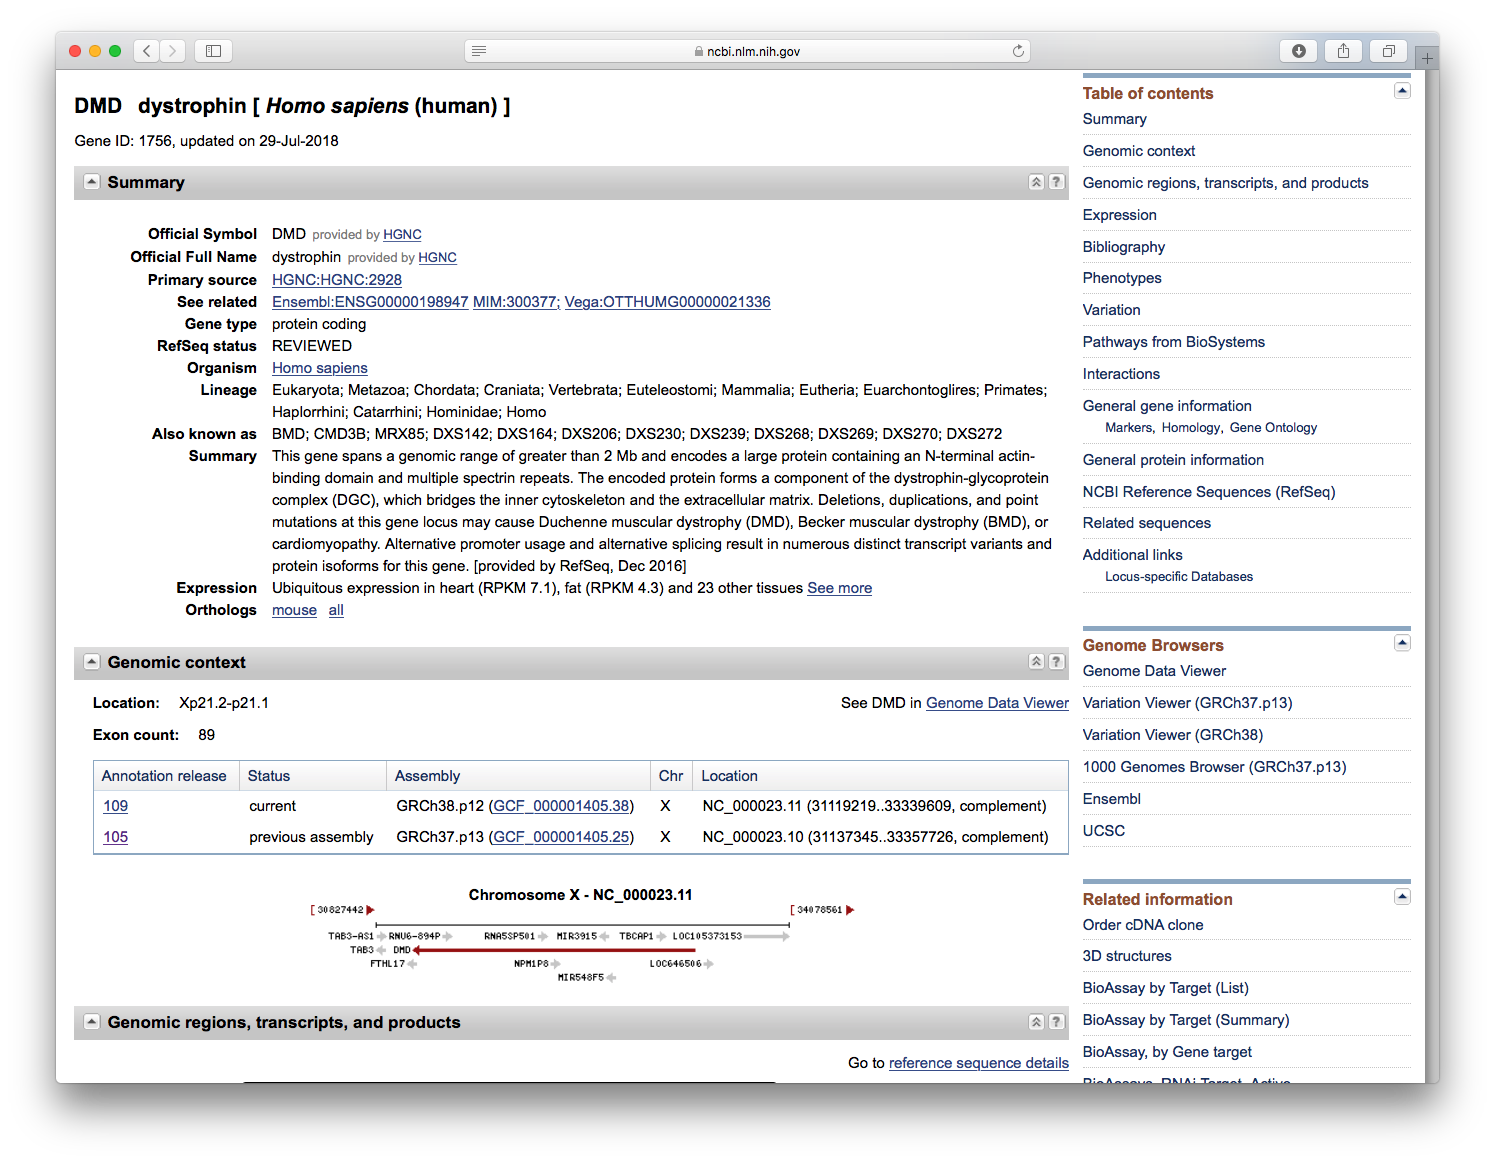 ncbi.nlm.nih.gov
DMD dystrophin [ Homo sapiens (human) ]
Gene ID: 1756, updated on 29-Jul-2018
Summary
?
Official Symbol DMD provided by HGNC
Official Full Name dystrophin provided by HGNC
Primary source HGNC:HGNC:2928
See related Ensembl:ENSG00000198947 MIM:300377; Vega:OTTHUMG00000021336
Gene type protein coding
RefSeq status REVIEWED
Organism Homo sapiens
Lineage Eukaryota; Metazoa; Chordata; Craniata; Vertebrata; Euteleostomi; Mammalia; Eutheria; Euarchontoglires; Primates;
Haplorrhini; Catarrhini; Hominidae; Homo
Also known as BMD; CMD3B; MRX85; DXS142; DXS164; DXS206; DXS230; DXS239; DXS268; DXS269; DXS270; DXS272
Summary This gene spans a genomic range of greater than 2 Mb and encodes a large protein containing an N-terminal actin-
binding domain and multiple spectrin repeats. The encoded protein forms a component of the dystrophin-glycoprotein
complex (DGC), which bridges the inner cytoskeleton and the extracellular matrix. Deletions, duplications, and point
mutations at this gene locus may cause Duchenne muscular dystrophy (DMD), Becker muscular dystrophy (BMD), or
cardiomyopathy. Alternative promoter usage and alternative splicing result in numerous distinct transcript variants and
protein isoforms for this gene. [provided by RefSeq, Dec 2016]
Expression Ubiquitous expression in heart (RPKM 7.1), fat (RPKM 4.3) and 23 other tissues See more
Orthologs mouse all
Genomic context
?
Location: Xp21.2-p21.1
See DMD in Genome Data Viewer
Exon count: 89
Annotation release Status Assembly Chr Location
109 current GRCh38.p12 (GCF_000001405.38) X NC_000023.11 (31119219..33339609, complement)
105 previous assembly GRCh37.p13 (GCF_000001405.25) X NC_000023.10 (31137345..33357726, complement)
Chromosome X - NC_000023.11
[ 30827442 [ 34078561
TAB3-AS1 RNU6-894P RNA5SP501 MIR3915 TBCAP1 LOC105373153
TAB3 DMD
FTHL17 NPM1P8 LOC646506
MIR548F5
Genomic regions, transcripts, and products
?
Go to reference sequence details
Table of contents
Summary
Genomic context
Genomic regions, transcripts, and products
Expression
Bibliography
Phenotypes
Variation
Pathways from BioSystems
Interactions
General gene information
Markers, Homology, Gene Ontology
General protein information
NCBI Reference Sequences (RefSeq)
Related sequences
Additional links
Locus-specific Databases
Genome Browsers
Genome Data Viewer
Variation Viewer (GRCh37.p13)
Variation Viewer (GRCh38)
1000 Genomes Browser (GRCh37.p13)
Ensembl
UCSC
Related information
Order cDNA clone
3D structures
BioAssay by Target (List)
BioAssay by Target (Summary)
BioAssay, by Gene target
BioAssays, RNAi Target, Active